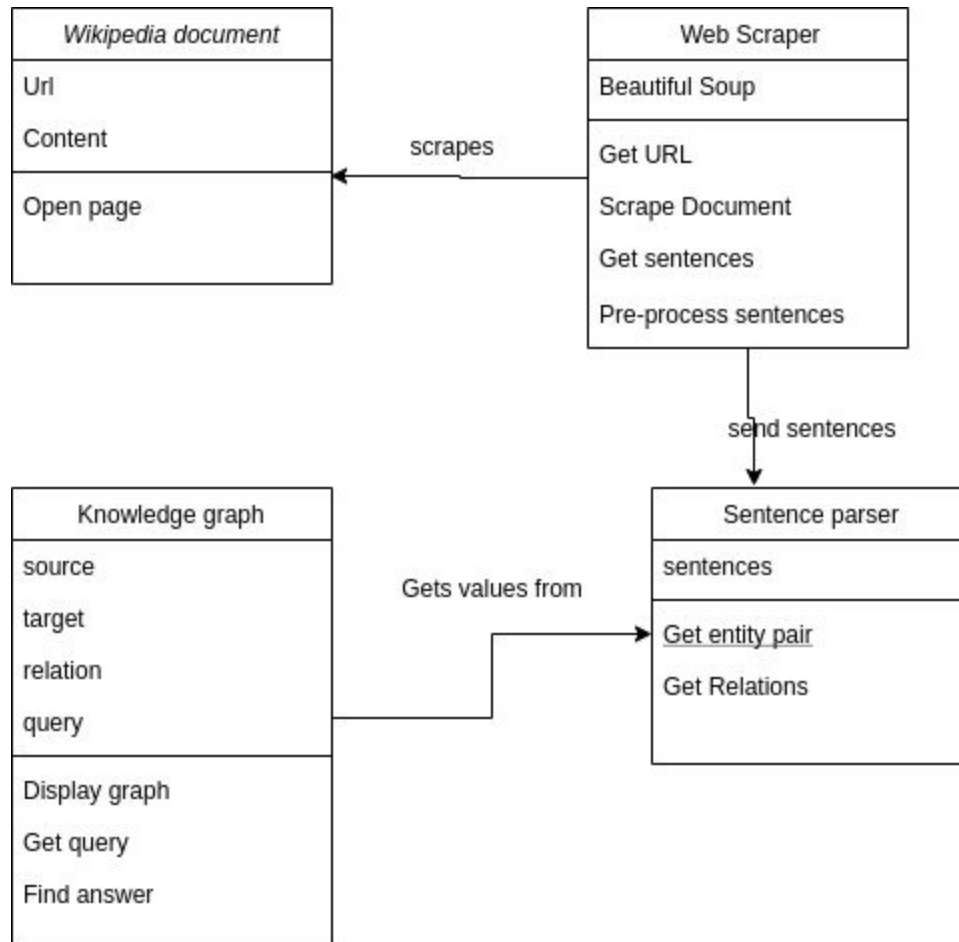 Wikipedia document
Url
Content
Open page
scrapes
Web Scraper
Beautiful Soup
Get URL
Scrape Document
Get sentences
Pre-process sentences
send sentences
Knowledge graph
source
target
relation
query
Display graph
Get query
Find answer
Gets values from
Sentence parser
sentences
Get entity pair
Get Relations